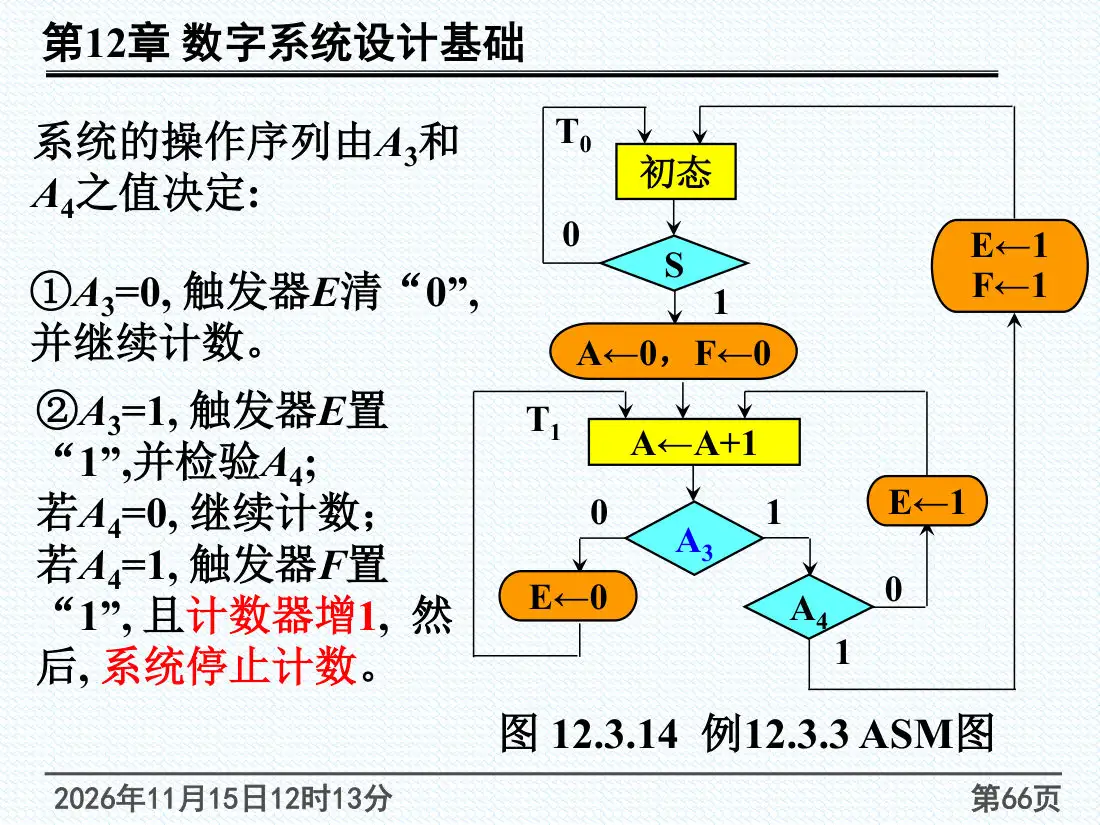 第12章 数字系统设计基础
系统的操作序列由A3和
A4之值决定:
①A3=0, 触发器E清“0”,
并继续计数。
②A3=1, 触发器E置
“1”,并检验A4;
若A4=0, 继续计数；
若A4=1, 触发器F置
“1”, 且计数器增1, 然
后, 系统停止计数。
T0
初态
0
S
1
E←1
F←1
A←0，F←0
T1
A←A+1
0
1
A3
E←1
E←0
A4
0
1
图 12.3.14 例12.3.3 ASM图
2026年11月15日12时13分
第66页